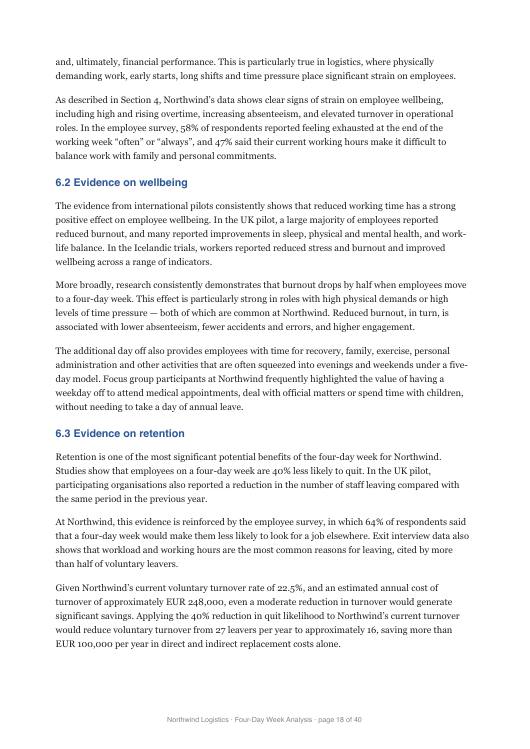 and, ultimately, financial performance. This is particularly true in logistics, where physically
demanding work, early starts, long shifts and time pressure place significant strain on employees.
As described in Section 4, Northwind’s data shows clear signs of strain on employee wellbeing,
including high and rising overtime, increasing absenteeism, and elevated turnover in operational
roles. In the employee survey, 58% of respondents reported feeling exhausted at the end of the
working week “often” or “always”, and 47% said their current working hours make it difficult to
balance work with family and personal commitments.
6.2 Evidence on wellbeing
The evidence from international pilots consistently shows that reduced working time has a strong
positive effect on employee wellbeing. In the UK pilot, a large majority of employees reported
reduced burnout, and many reported improvements in sleep, physical and mental health, and work-
life balance. In the Icelandic trials, workers reported reduced stress and burnout and improved
wellbeing across a range of indicators.
More broadly, research consistently demonstrates that burnout drops by half when employees move
to a four-day week. This effect is particularly strong in roles with high physical demands or high
levels of time pressure — both of which are common at Northwind. Reduced burnout, in turn, is
associated with lower absenteeism, fewer accidents and errors, and higher engagement.
The additional day off also provides employees with time for recovery, family, exercise, personal
administration and other activities that are often squeezed into evenings and weekends under a five-
day model. Focus group participants at Northwind frequently highlighted the value of having a
weekday off to attend medical appointments, deal with official matters or spend time with children,
without needing to take a day of annual leave.
6.3 Evidence on retention
Retention is one of the most significant potential benefits of the four-day week for Northwind.
Studies show that employees on a four-day week are 40% less likely to quit. In the UK pilot,
participating organisations also reported a reduction in the number of staff leaving compared with
the same period in the previous year.
At Northwind, this evidence is reinforced by the employee survey, in which 64% of respondents said
that a four-day week would make them less likely to look for a job elsewhere. Exit interview data also
shows that workload and working hours are the most common reasons for leaving, cited by more
than half of voluntary leavers.
Given Northwind’s current voluntary turnover rate of 22.5%, and an estimated annual cost of
turnover of approximately EUR 248,000, even a moderate reduction in turnover would generate
significant savings. Applying the 40% reduction in quit likelihood to Northwind’s current turnover
would reduce voluntary turnover from 27 leavers per year to approximately 16, saving more than
EUR 100,000 per year in direct and indirect replacement costs alone.
Northwind Logistics · Four-Day Week Analysis · page 18 of 40